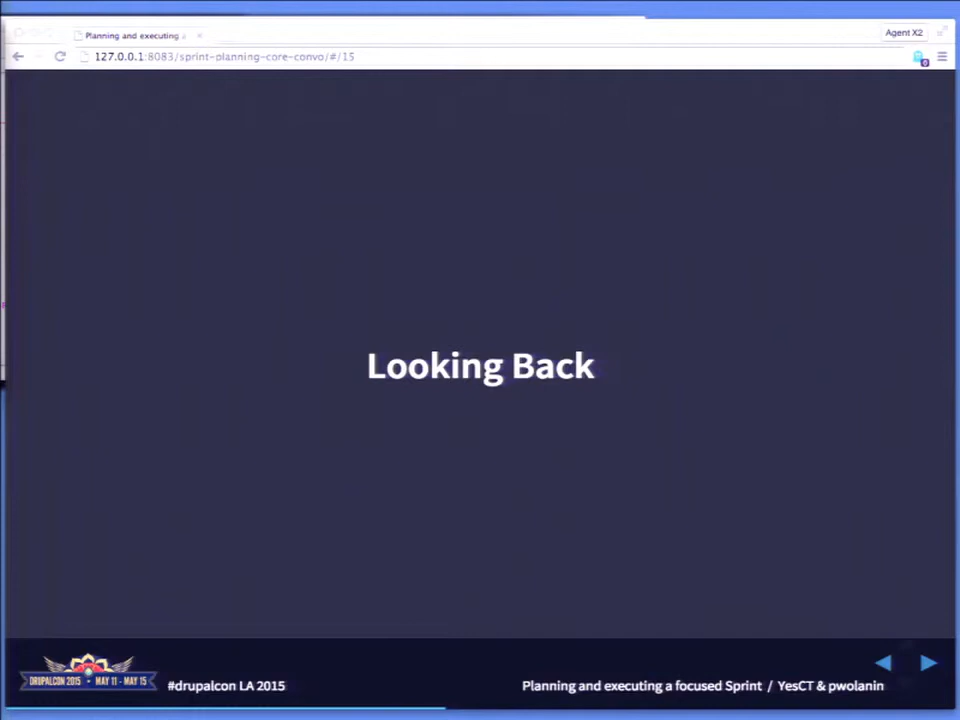 Planning and executing a
Agent X2
127.0.0.1:8083/sprint-planning-core-convo/#/15
Looking Back
DRUPALCON 2015 • MAY 11 - MAY 15
#drupalcon LA 2015
Planning and executing a focused Sprint / YesCT & pwolanin